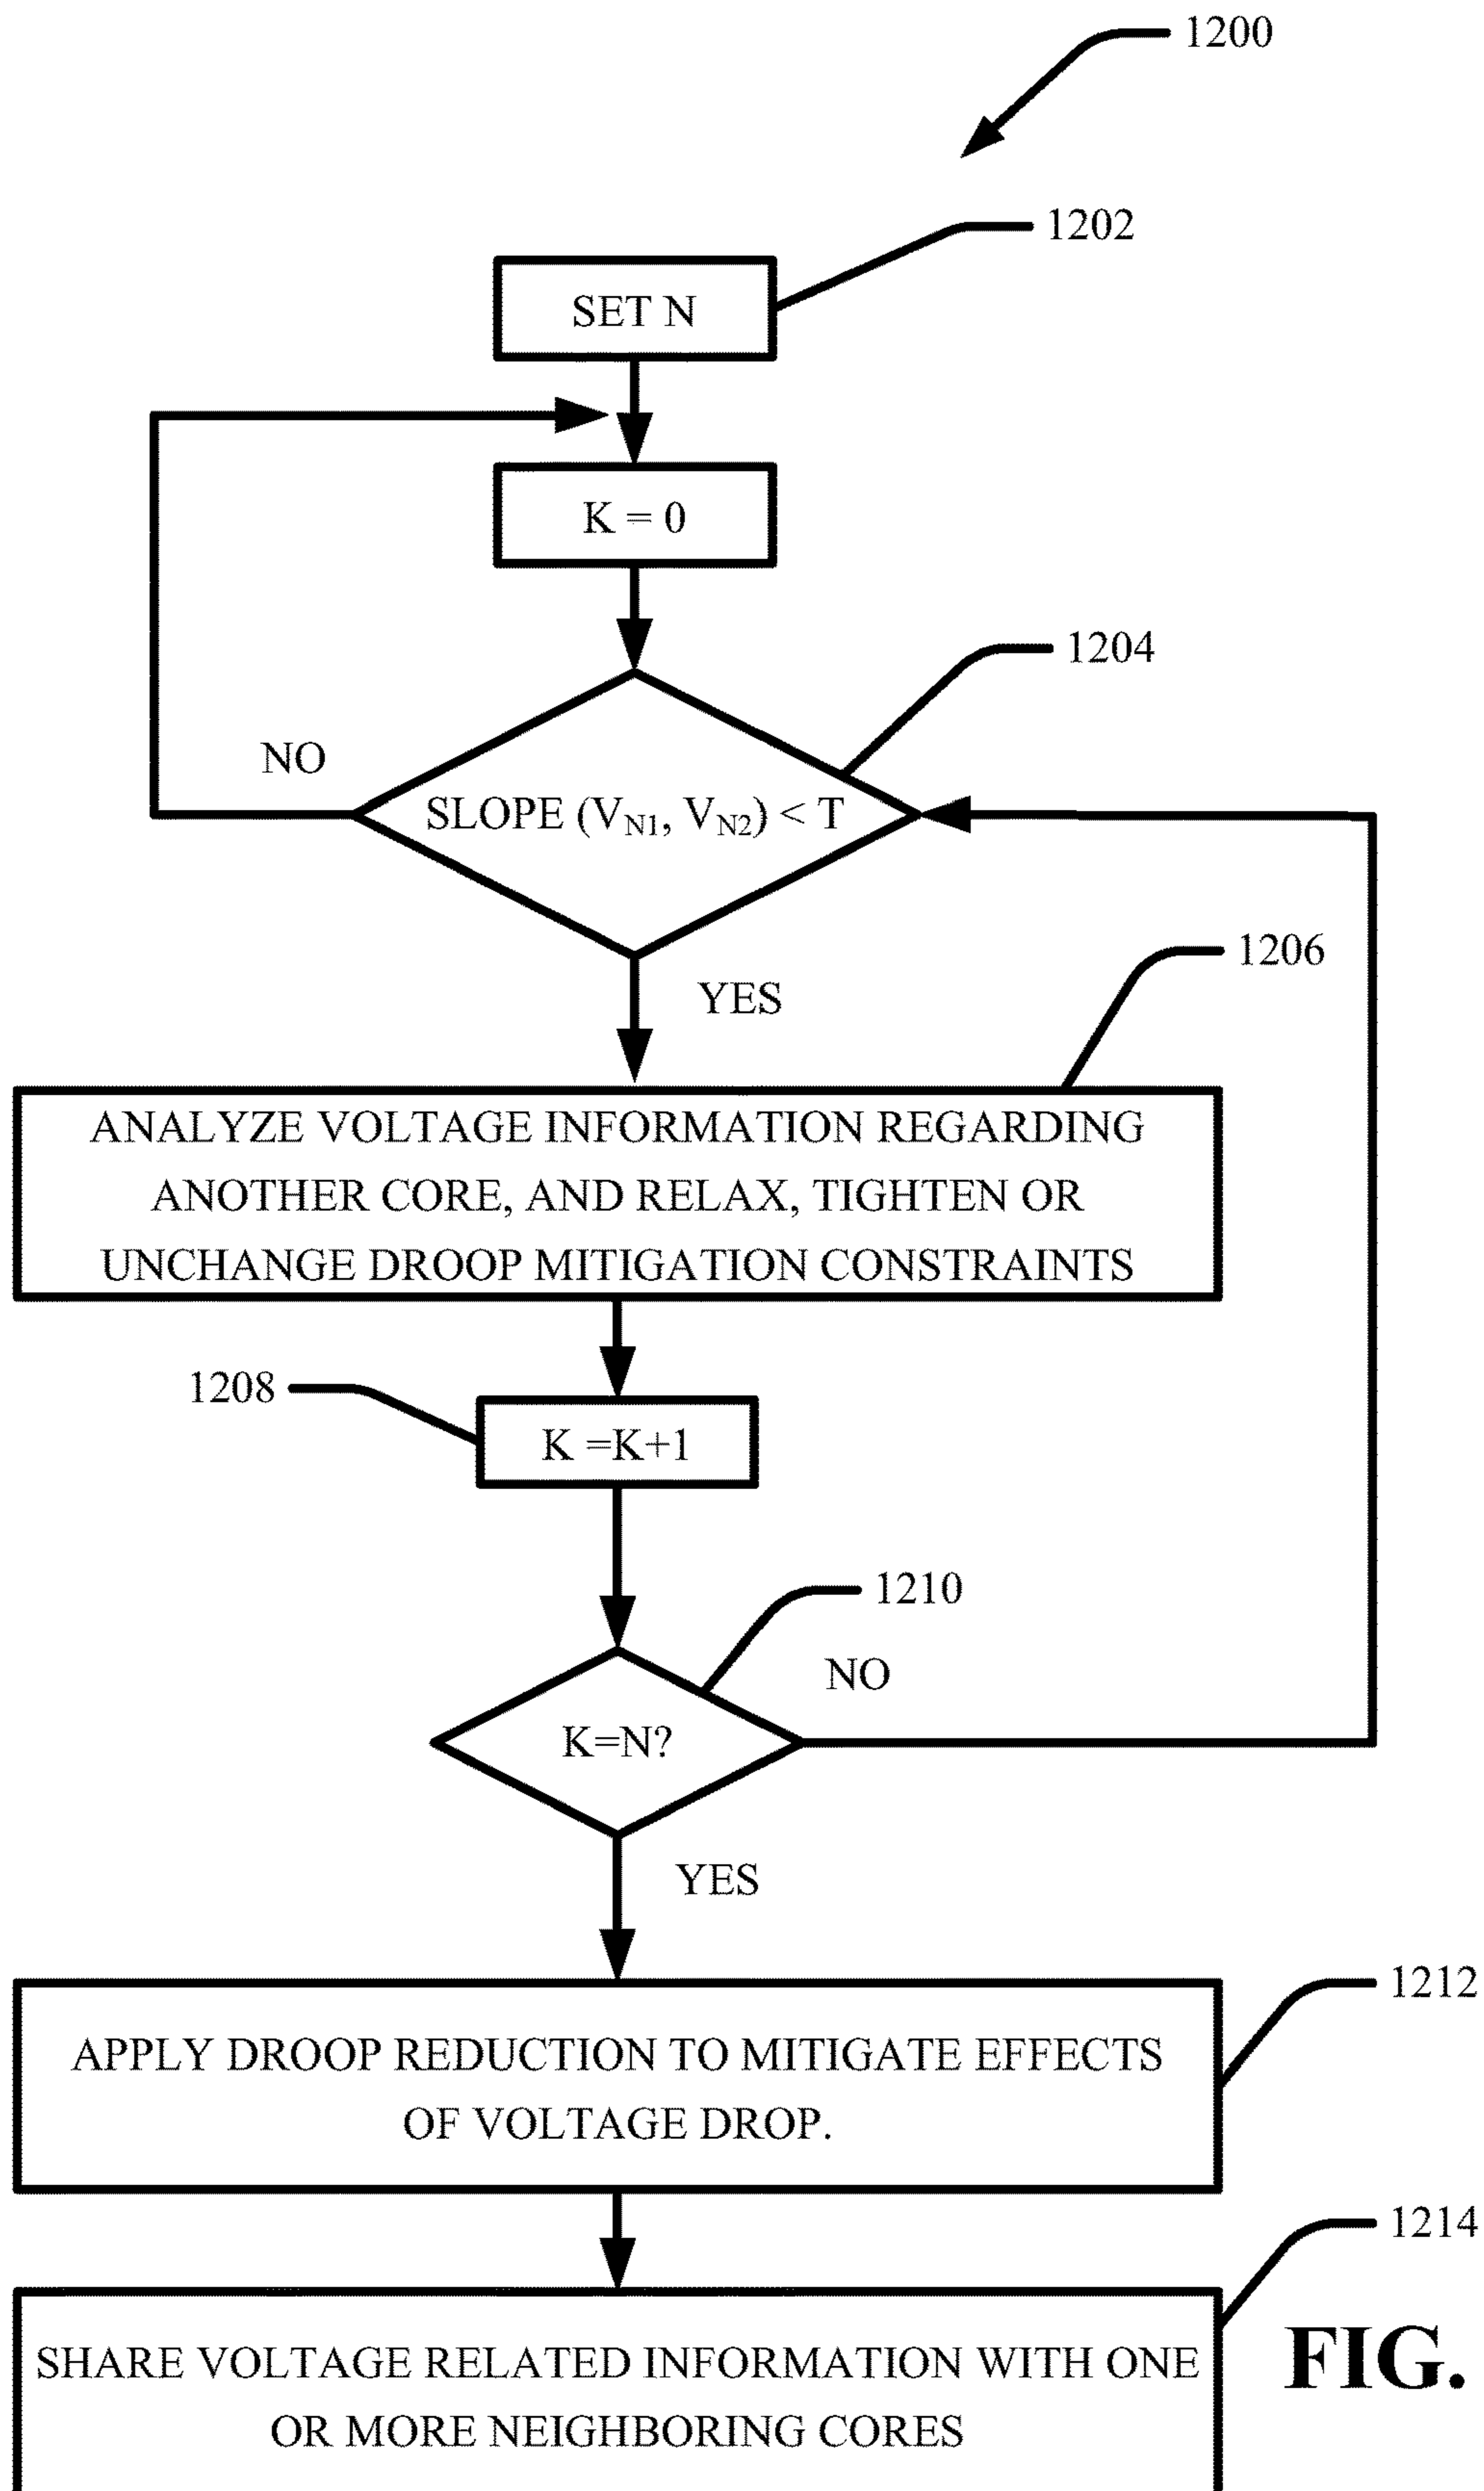 1200
1202
SET N
K = 0
1204
NO
SLOPE (VN1, VN2) < T
1206
YES
ANALYZE VOLTAGE INFORMATION REGARDING
ANOTHER CORE, AND RELAX, TIGHTEN OR
UNCHANGE DROOP MITIGATION CONSTRAINTS
1208
K =K+1
1210
NO
K=N?
YES
1212
APPLY DROOP REDUCTION TO MITIGATE EFFECTS
OF VOLTAGE DROP.
1214
SHARE VOLTAGE RELATED INFORMATION WITH ONE
OR MORE NEIGHBORING CORES
FIG.